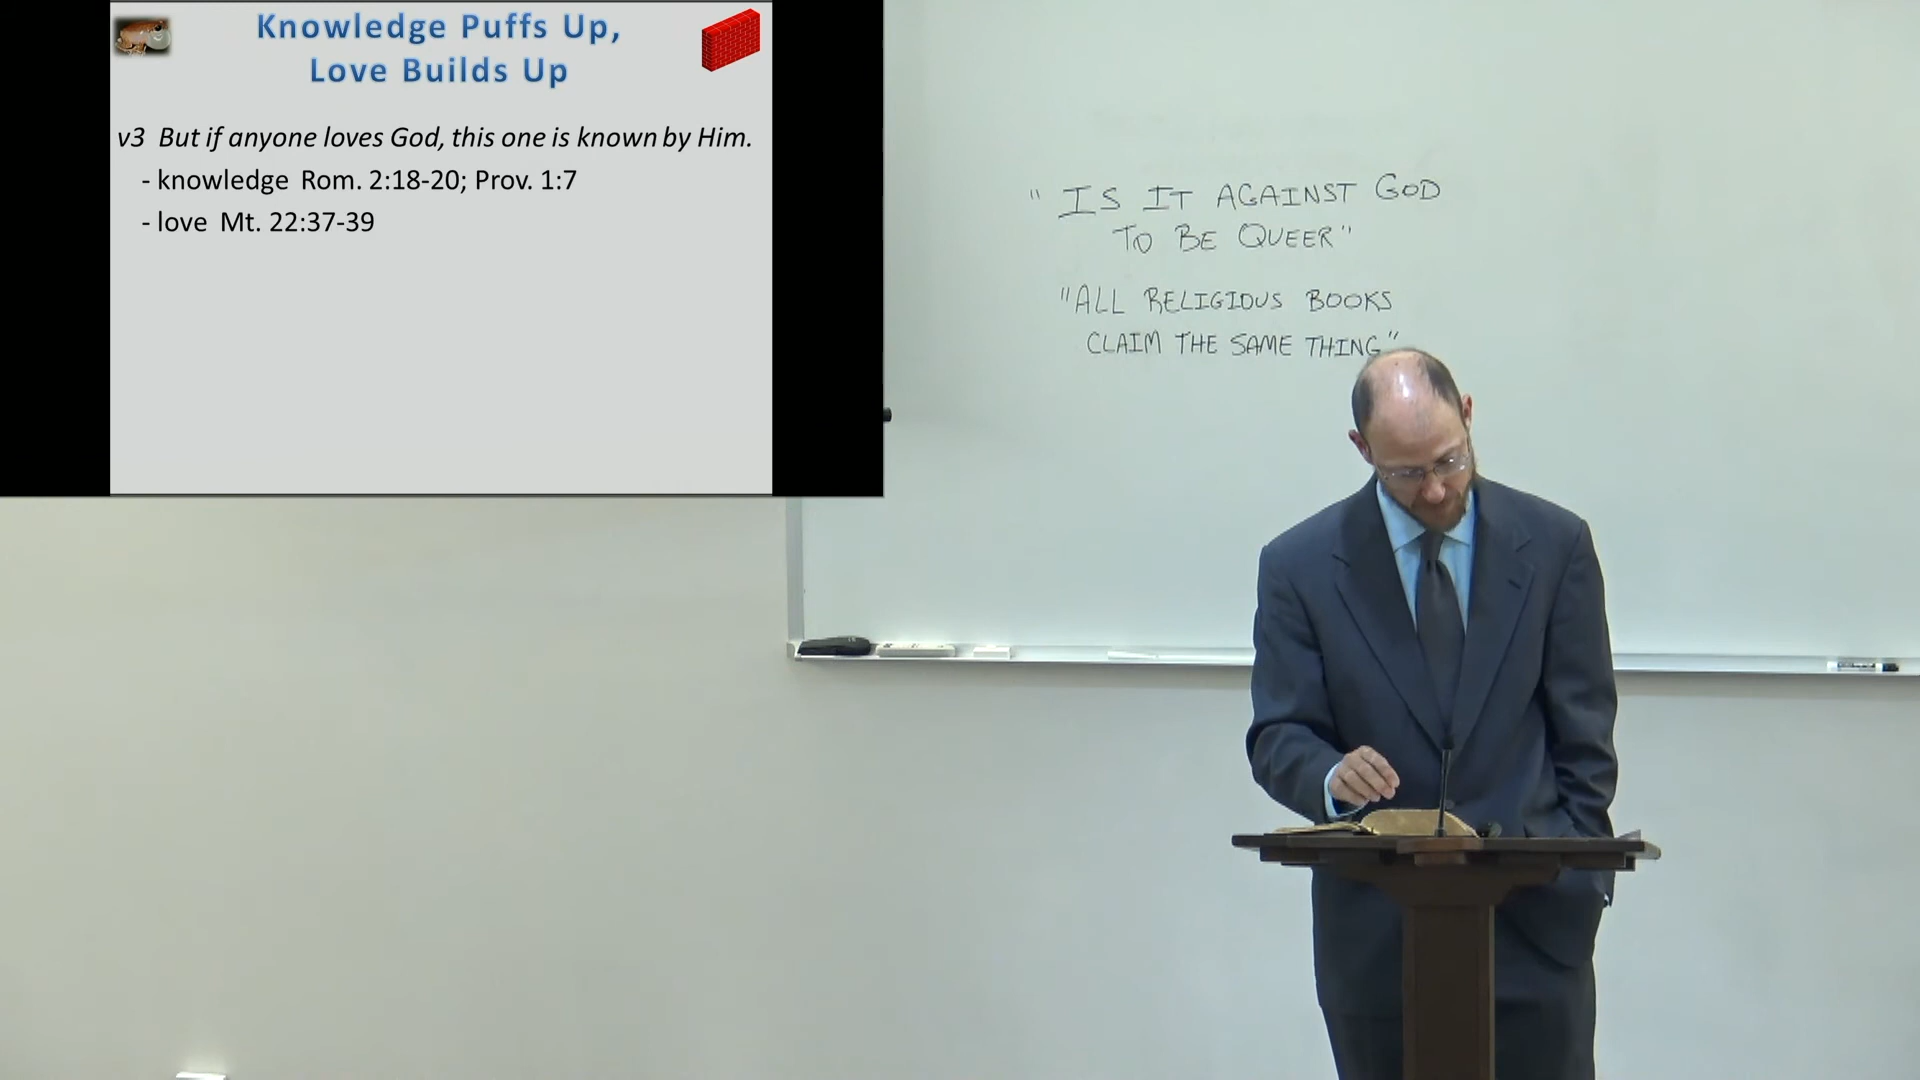 Knowledge Puffs Up,
Love Builds Up
v3 But if anyone loves God, this one is known by Him.
- knowledge Rom. 2:18-20; Prov. 1:7
- love Mt. 22:37-39
" IS IT AGAINST GOD
TO BE QUEER"
"ALL RELIGIOUS BOOKS
CLAIM THE SAME THING"